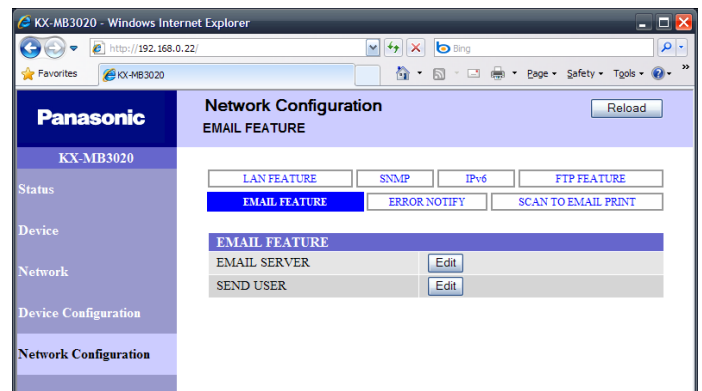 KX-MB3020 - Windows Internet Explorer
http://192.168.0.22/
Bing
Favorites KX-MB3020 Page Safety Tools »
Panasonic
Network Configuration
EMAIL FEATURE
Reload
KX-MB3020
Status
Device
Network
Device Configuration
Network Configuration
LAN FEATURE SNMP IPv6 FTP FEATURE
EMAIL FEATURE ERROR NOTIFY SCAN TO EMAIL PRINT
EMAIL FEATURE
EMAIL SERVER Edit
SEND USER Edit